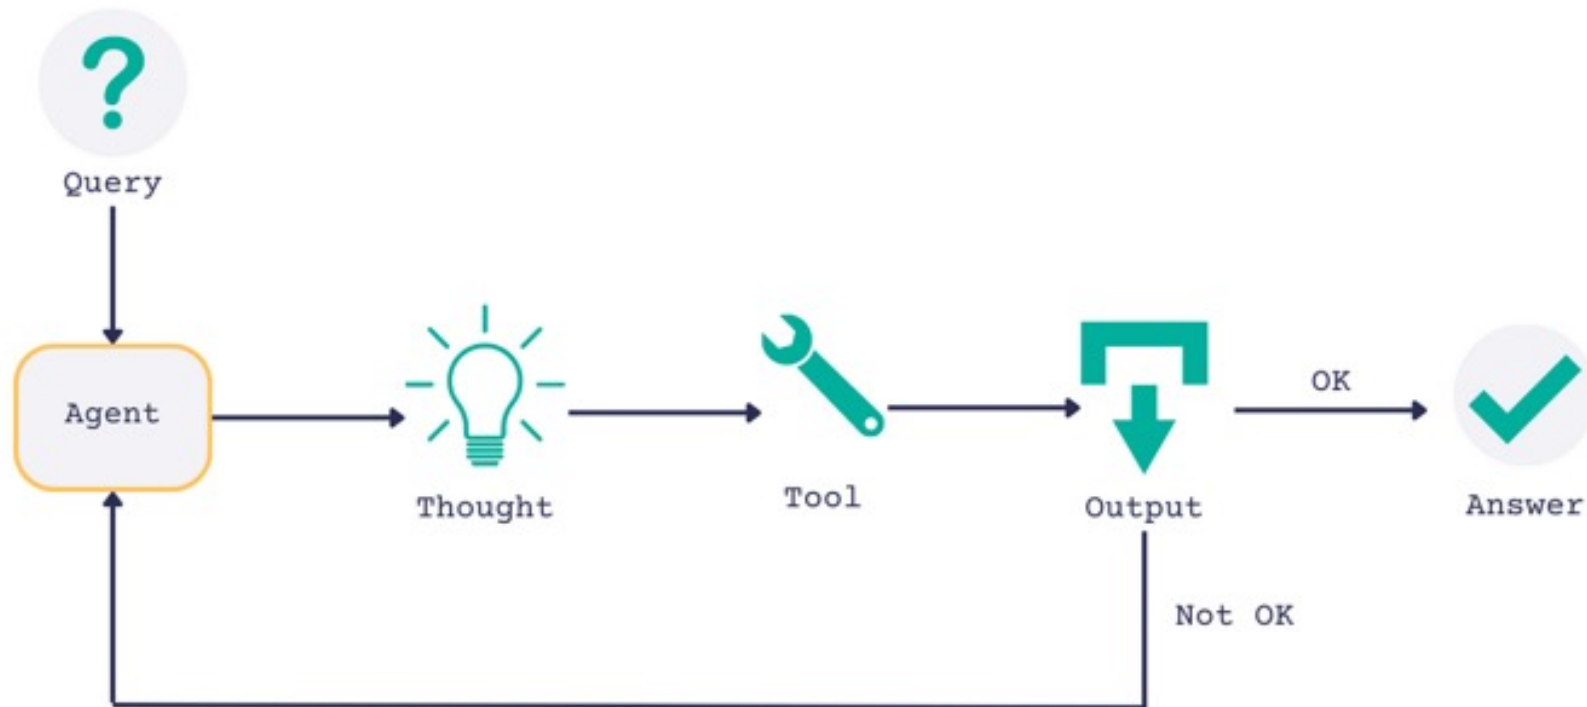 Query
Agent
Thought
Tool
Output
OK
Answer
Not OK